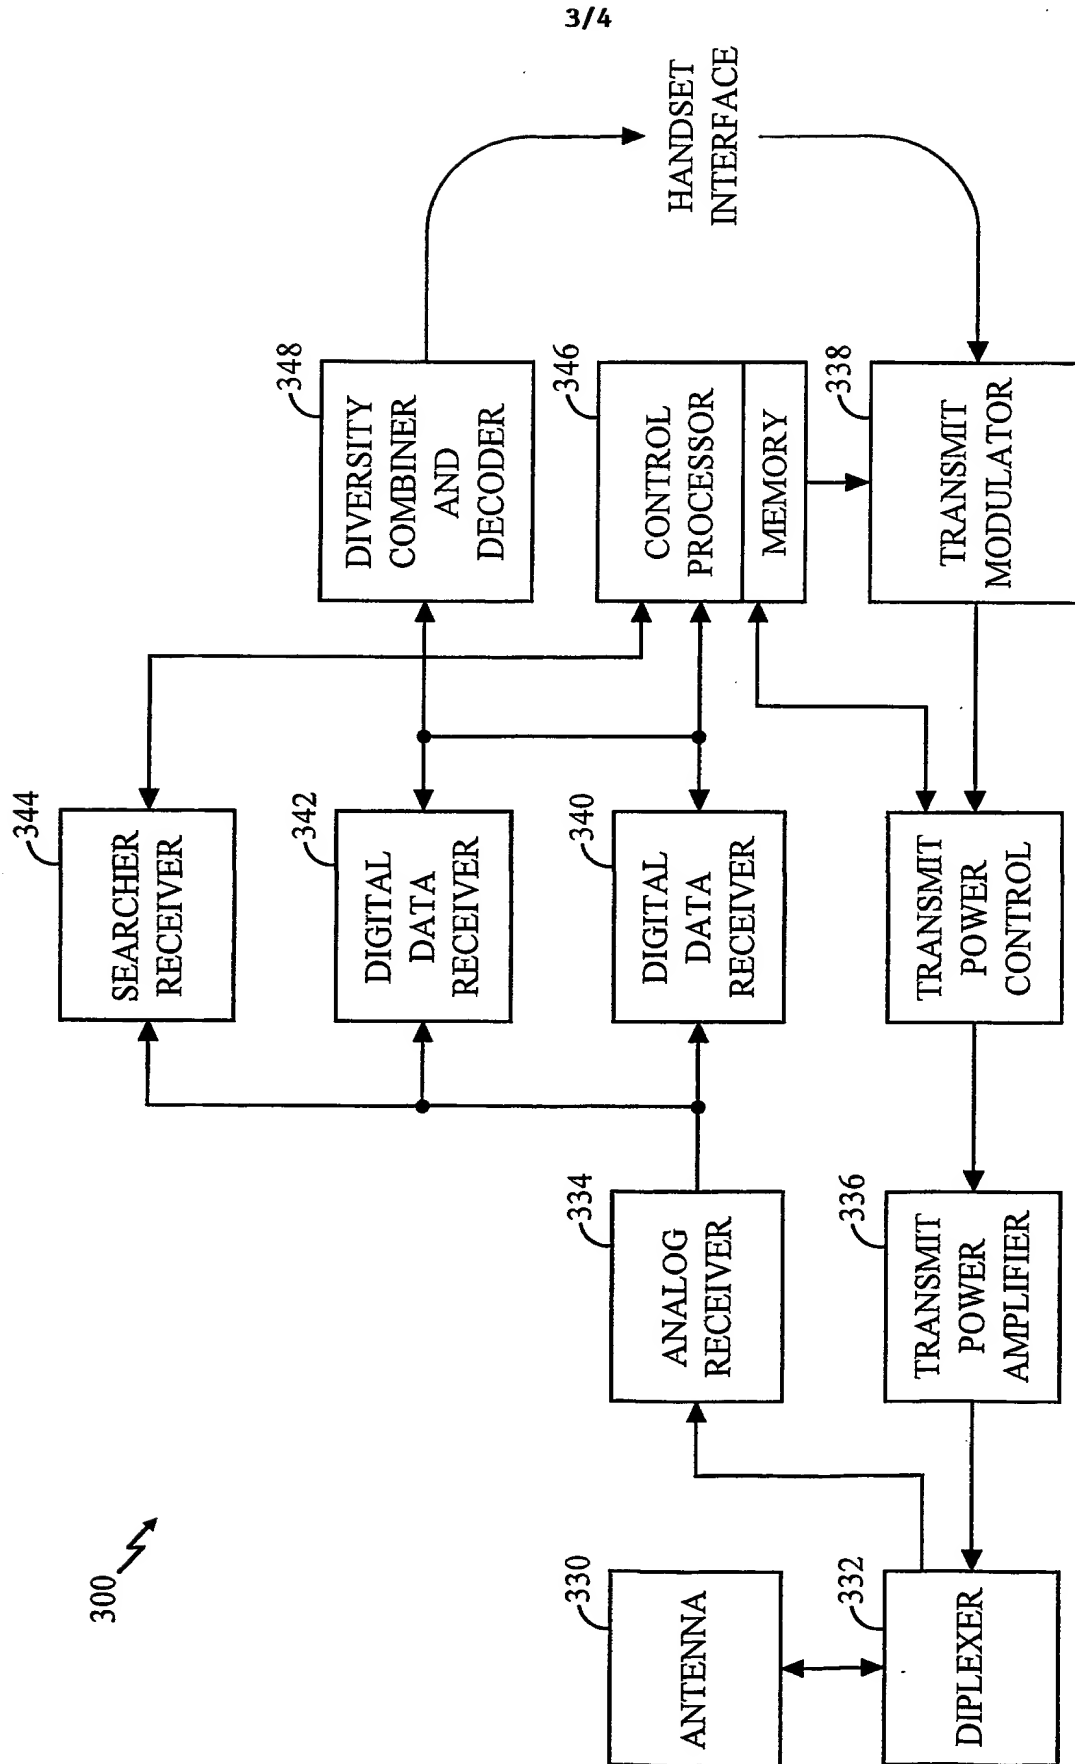 3/4
300
344
SEARCHER
RECEIVER
342
DIGITAL
DATA
RECEIVER
348
DIVERSITY
COMBINER
AND
DECODER
HANDSET
INTERFACE
330
ANTENNA
334
ANALOG
RECEIVER
340
DIGITAL
DATA
RECEIVER
346
CONTROL
PROCESSOR
MEMORY
332
DIPLEXER
336
TRANSMIT
POWER
AMPLIFIER
TRANSMIT
POWER
CONTROL
338
TRANSMIT
MODULATOR